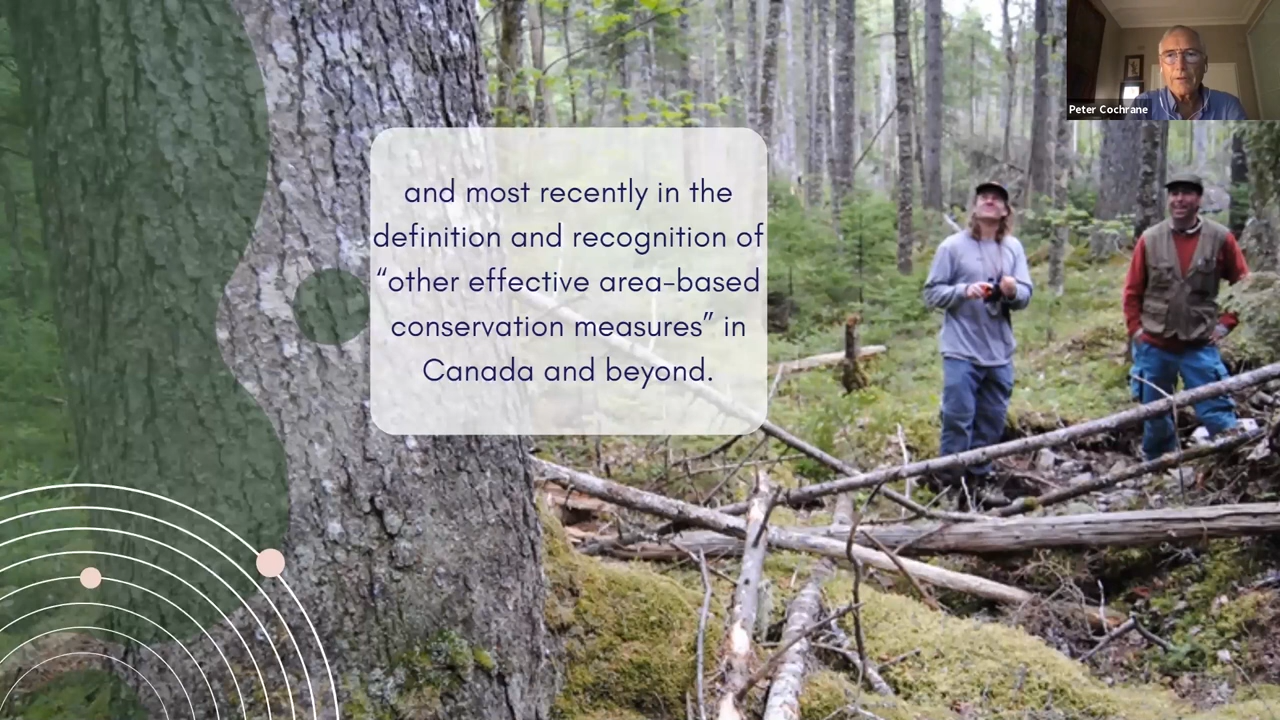 Peter Cochrane
and most recently in the
definition and recognition of
“other effective area-based
conservation measures” in
Canada and beyond.